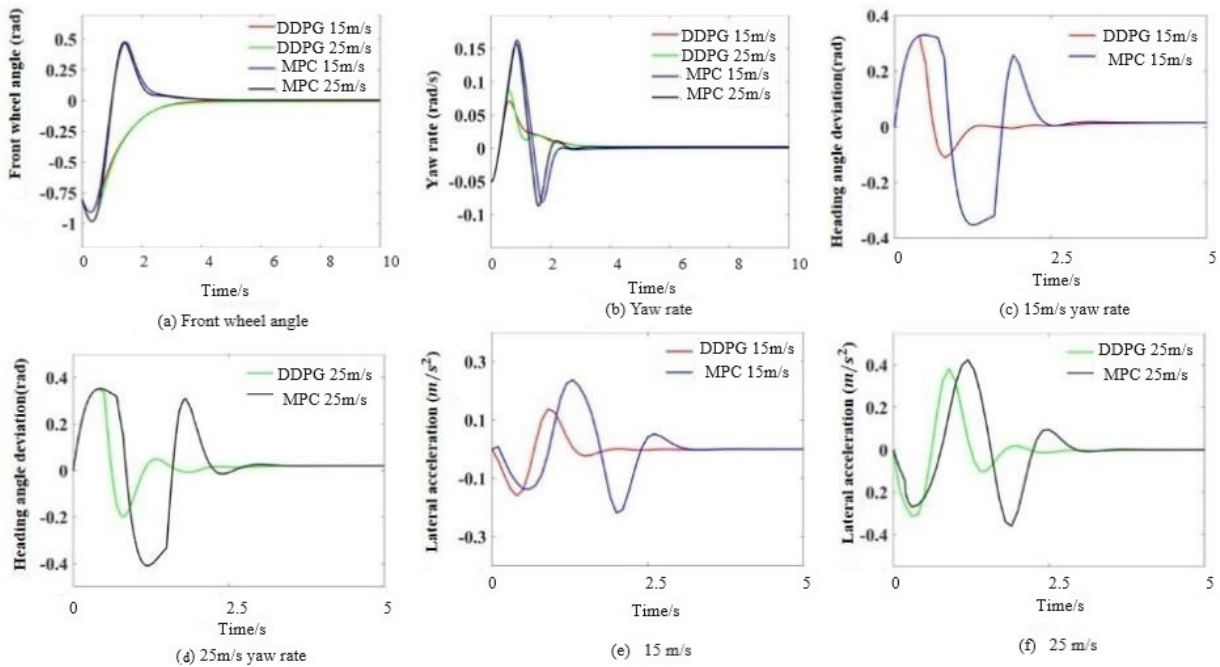 Front wheel angle (rad)
0.5
0.25
0
-0.25
-0.5
-0.75
-1
DDPG 15m/s
DDPG 25m/s
MPC 15m/s
MPC 25m/s
0 2 4 6 8 10
Time/s
(a) Front wheel angle
Yaw rate (rad/s)
0.15
0.10
0.05
0
-0.05
-0.1
DDPG 15m/s
DDPG 25m/s
MPC 15m/s
MPC 25m/s
0 2 4 6 8 10
Time/s
(b) Yaw rate
Heading angle deviation(rad)
0.4
0.2
0
-0.2
-0.4
DDPG 15m/s
MPC 15m/s
0 2.5 5
Time/s
(c) 15m/s yaw rate
Heading angle deviation(rad)
0.4
0.2
0
-0.2
-0.4
DDPG 25m/s
MPC 25m/s
0 2.5 5
Time/s
(d) 25m/s yaw rate
Lateral acceleration (m/s²)
0.3
0.1
-0.1
-0.3
DDPG 15m/s
MPC 15m/s
0 2.5 5
Time/s
(e) 15 m/s
Lateral acceleration (m/s²)
0.4
0.2
0
0.2
0.4
DDPG 25m/s
MPC 25m/s
0 2.5 5
Time/s
(f) 25 m/s